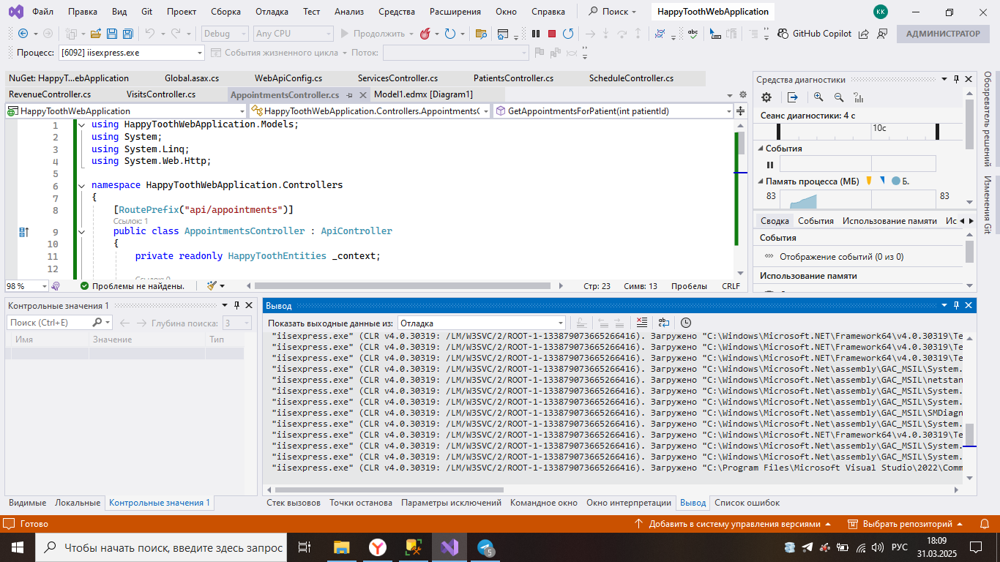 Файл Правка Вид Git Проект Сборка Отладка Тест Анализ Средства Расширения Окно Справка Поиск HappyToothWebApplication КК
Debug Any CPU Продолжить GitHub Copilot АДМИНИСТРАТОР
Процесс: [6092] iisexpress.exe События жизненного цикла Поток:
NuGet: HappyT...ebApplication Global.asax.cs WebApiConfig.cs ServicesController.cs PatientsController.cs ScheduleController.cs
RevenueController.cs VisitsController.cs AppointmentsController.cs Model1.edmx [Diagram1]
HappyToothWebApplication HappyToothWebApplication.Controllers.AppointmentsC GetAppointmentsForPatient(int patientId)
1 using HappyToothWebApplication.Models;
2 using System;
3 using System.Linq;
4 using System.Web.Http;
5
6 namespace HappyToothWebApplication.Controllers
7 {
8 [RoutePrefix("api/appointments")]
Ссылок: 1
9 public class AppointmentsController : ApiController
10 {
11 private readonly HappyToothEntities _context;
12
Ссылок: 0
98 % Проблемы не найдены. Стр: 23 Симв: 13 Пробелы CRLF
Средства диагностики
Сеанс диагностики: 4 с
10с
События
Память процесса (МБ) Б.
83 83
Сводка События Использование памяти Ис
События
Отображение событий (0 из 0)
Использование памяти
Обозреватель решений
Изменения Git
Контрольные значения 1
Поиск (Ctrl+E) Глубина поиска: 3
Имя Значение Тип
Вывод
Показать выходные данные из: Отладка
"iisexpress.exe" (CLR v4.0.30319: /LM/W3SVC/2/ROOT-1-133879073665266416). Загружено "C:\Windows\Microsoft.NET\Framework64\v4.0.30319\Te
"iisexpress.exe" (CLR v4.0.30319: /LM/W3SVC/2/ROOT-1-133879073665266416). Загружено "C:\Windows\Microsoft.NET\Framework64\v4.0.30319\Te
"iisexpress.exe" (CLR v4.0.30319: /LM/W3SVC/2/ROOT-1-133879073665266416). Загружено "C:\Windows\Microsoft.NET\Framework64\v4.0.30319\Te
"iisexpress.exe" (CLR v4.0.30319: /LM/W3SVC/2/ROOT-1-133879073665266416). Загружено "C:\Windows\Microsoft.Net\assembly\GAC_MSIL\System.
"iisexpress.exe" (CLR v4.0.30319: /LM/W3SVC/2/ROOT-1-133879073665266416). Загружено "C:\Windows\Microsoft.Net\assembly\GAC_MSIL\netstan
"iisexpress.exe" (CLR v4.0.30319: /LM/W3SVC/2/ROOT-1-133879073665266416). Загружено "C:\Windows\Microsoft.Net\assembly\GAC_MSIL\System.
"iisexpress.exe" (CLR v4.0.30319: /LM/W3SVC/2/ROOT-1-133879073665266416). Загружено "C:\Windows\Microsoft.Net\assembly\GAC_MSIL\System.
"iisexpress.exe" (CLR v4.0.30319: /LM/W3SVC/2/ROOT-1-133879073665266416). Загружено "C:\Windows\Microsoft.Net\assembly\GAC_MSIL\SMDiagn
"iisexpress.exe" (CLR v4.0.30319: /LM/W3SVC/2/ROOT-1-133879073665266416). Загружено "C:\Windows\Microsoft.Net\assembly\GAC_MSIL\System.
"iisexpress.exe" (CLR v4.0.30319: /LM/W3SVC/2/ROOT-1-133879073665266416). Загружено "C:\Windows\Microsoft.NET\Framework64\v4.0.30319\Te
"iisexpress.exe" (CLR v4.0.30319: /LM/W3SVC/2/ROOT-1-133879073665266416). Загружено "C:\Windows\Microsoft.Net\assembly\GAC_MSIL\System.
"iisexpress.exe" (CLR v4.0.30319: /LM/W3SVC/2/ROOT-1-133879073665266416). Загружено "C:\Windows\Microsoft.Net\assembly\GAC_MSIL\System.
"iisexpress.exe" (CLR v4.0.30319: /LM/W3SVC/2/ROOT-1-133879073665266416). Загружено "C:\Program Files\Microsoft Visual Studio\2022\Comm
Видимые Локальные Контрольные значения 1 Стек вызовов Точки останова Параметры исключений Командное окно Окно интерпретации Вывод Список ошибок
Готово Добавить в систему управления версиями Выбрать репозиторий
Чтобы начать поиск, введите здесь запрос 5 РУС 18:09
31.03.2025